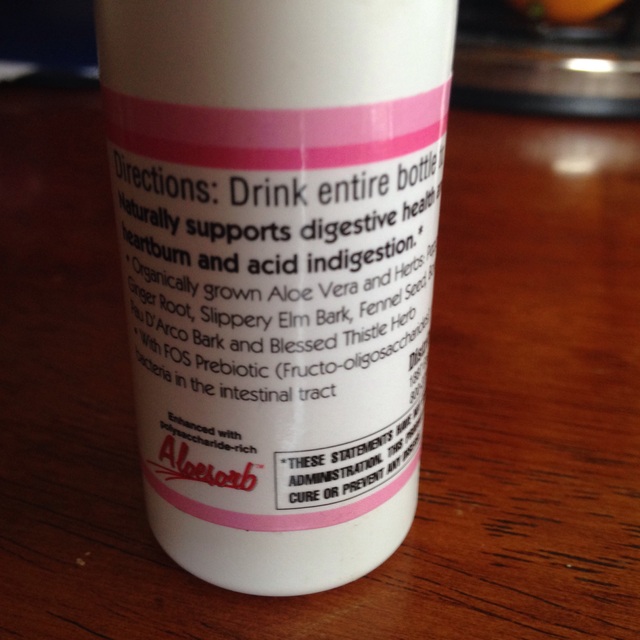 Directions: Drink entire bottle
Naturally supports digestive health
heartburn and acid indigestion.*
• Organically grown Aloe Vera and Herbs
Ginger Root, Slippery Elm Bark, Fennel Seed,
Pau D'Arco Bark and Blessed Thistle Herb
• With FOS Prebiotic (Fructo-oligosaccharides)
bacteria in the intestinal tract
Enhanced with
polysaccharide-rich
Aloesorb™
*THESE STATEMENTS HAVE
ADMINISTRATION. THIS
CURE OR PREVENT ANY